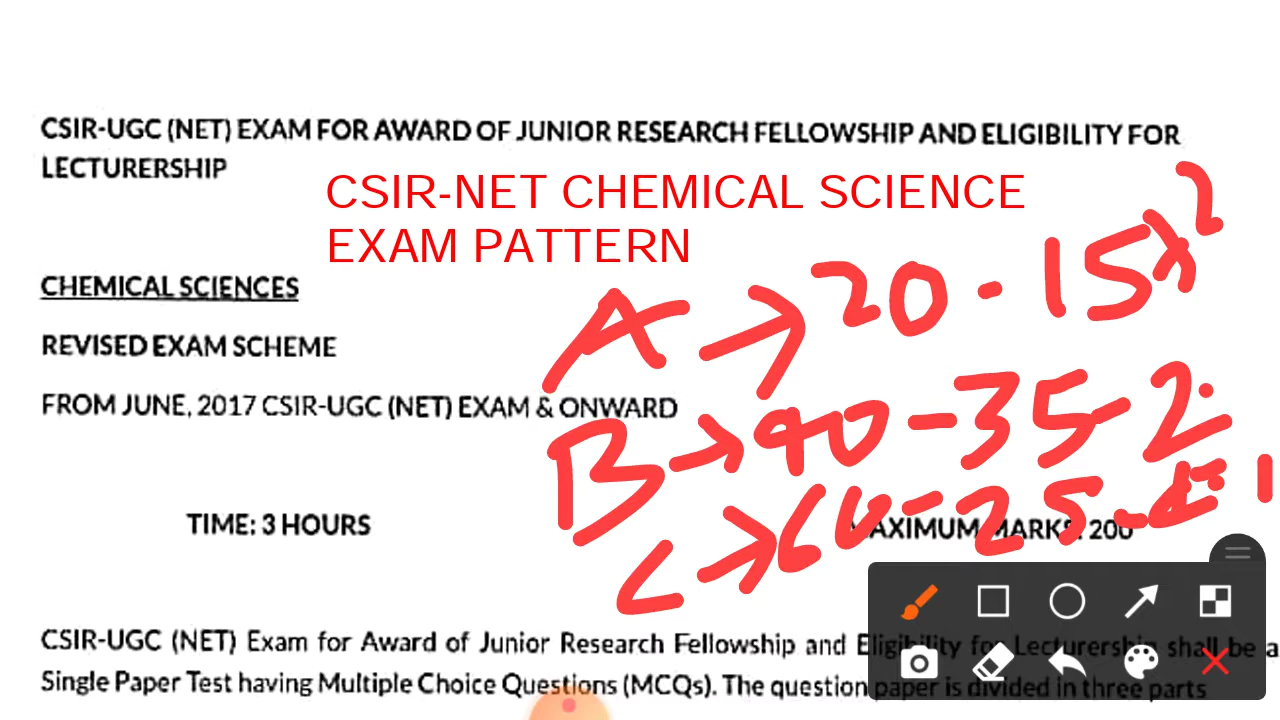 CSIR-UGC (NET) EXAM FOR AWARD OF JUNIOR RESEARCH FELLOWSHIP AND ELIGIBILITY FOR
LECTURERSHIP
CSIR-NET CHEMICAL SCIENCE
EXAM PATTERN
CHEMICAL SCIENCES
A → 20 - 15 x 2
REVISED EXAM SCHEME
FROM JUNE, 2017 CSIR-UGC (NET) EXAM & ONWARD
B → 40 - 35 - 2
TIME: 3 HOURS
MAXIMUM MARKS: 200
C → 60 - 25 -
CSIR-UGC (NET) Exam for Award of Junior Research Fellowship and Eligibility for Lecturership shall be a
Single Paper Test having Multiple Choice Questions (MCQs). The question paper is divided in three parts